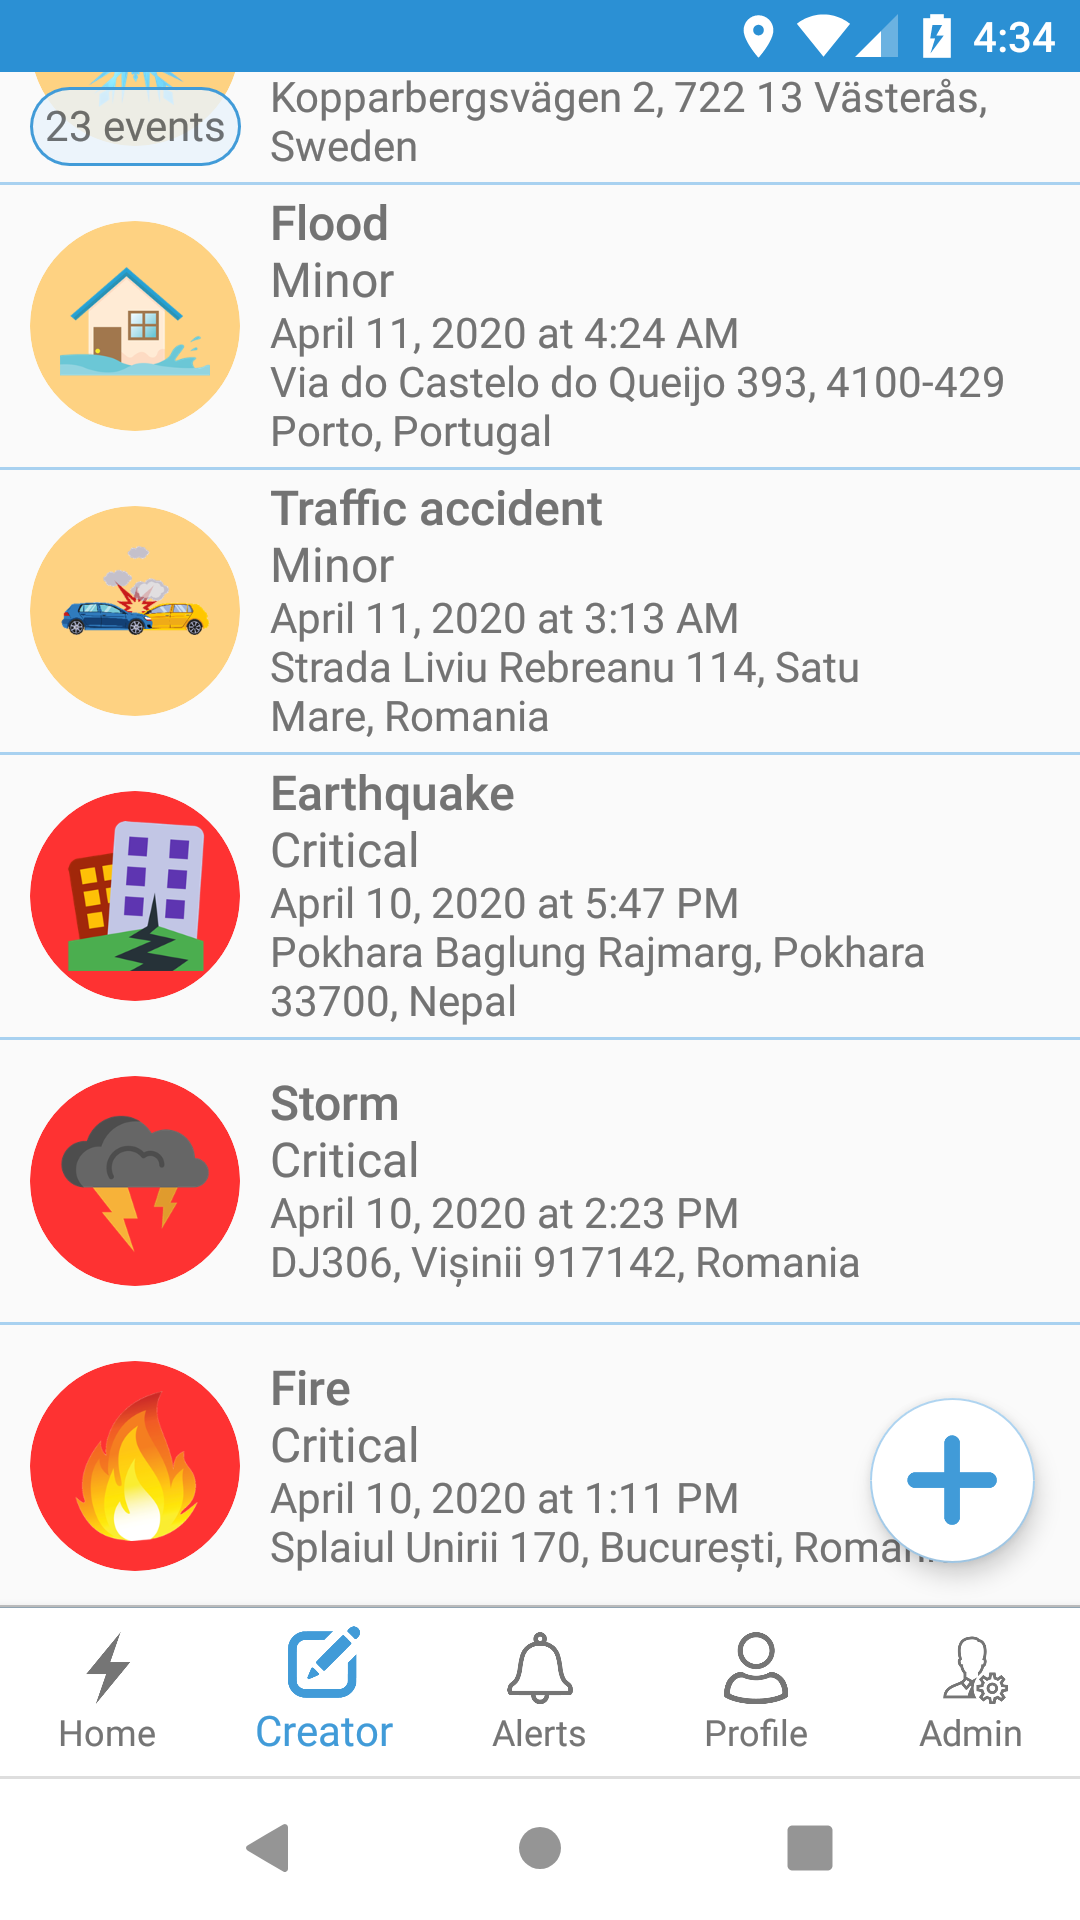 4:34
Kopparbergsvägen 2, 722 13 Västerås,
Sweden
23 events
Flood
Minor
April 11, 2020 at 4:24 AM
Via do Castelo do Queijo 393, 4100-429
Porto, Portugal
Traffic accident
Minor
April 11, 2020 at 3:13 AM
Strada Liviu Rebreanu 114, Satu
Mare, Romania
Earthquake
Critical
April 10, 2020 at 5:47 PM
Pokhara Baglung Rajmarg, Pokhara
33700, Nepal
Storm
Critical
April 10, 2020 at 2:23 PM
DJ306, Vișinii 917142, Romania
Fire
Critical
April 10, 2020 at 1:11 PM
Splaiul Unirii 170, București,
Home
Creator
Alerts
Profile
Admin